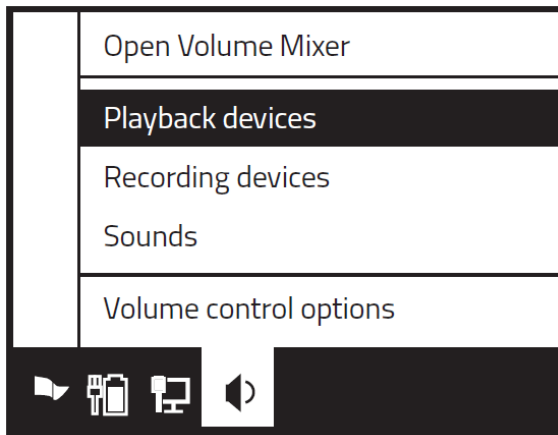 Open Volume Mixer
Playback devices
Recording devices
Sounds
Volume control options